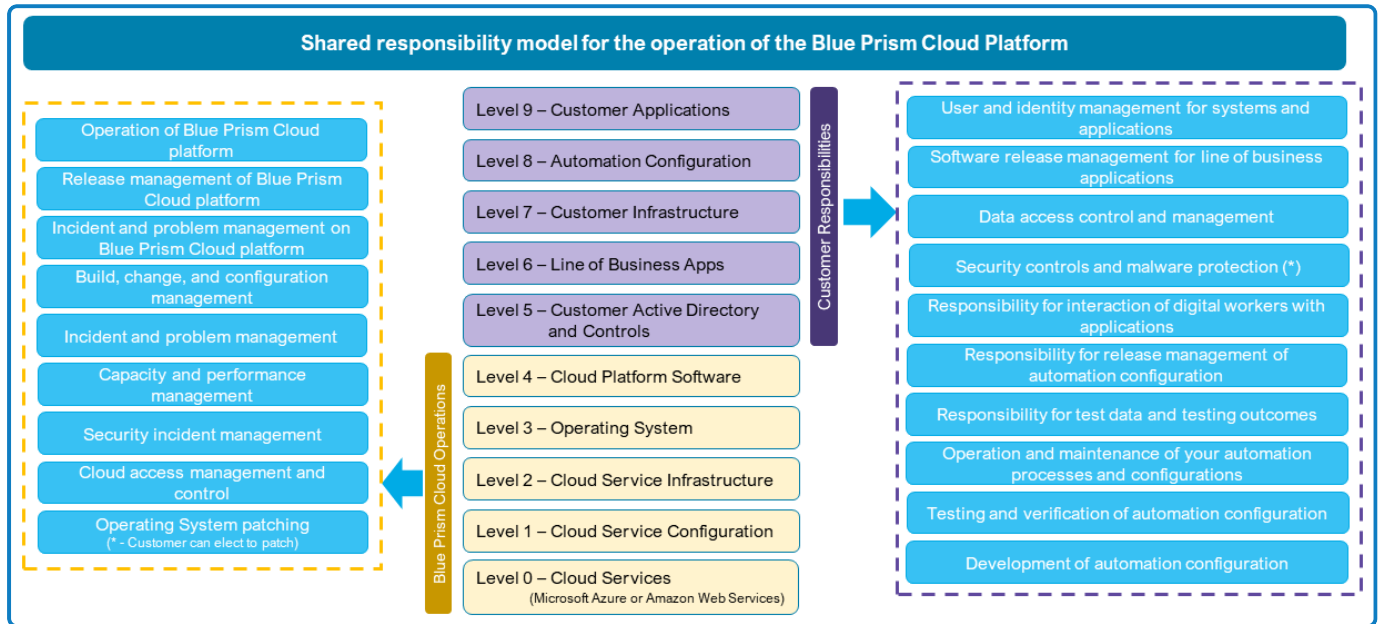 Shared responsibility model for the operation of the Blue Prism Cloud Platform
Operation of Blue Prism Cloud
platform
Release management of Blue Prism
Cloud platform
Incident and problem management on
Blue Prism Cloud platform
Build, change, and configuration
management
Incident and problem management
Capacity and performance
management
Security incident management
Cloud access management and
control
Operating System patching
(* - Customer can elect to patch)
Blue Prism Cloud Operations
Level 9 – Customer Applications
Level 8 – Automation Configuration
Level 7 – Customer Infrastructure
Level 6 – Line of Business Apps
Level 5 – Customer Active Directory
and Controls
Level 4 – Cloud Platform Software
Level 3 – Operating System
Level 2 – Cloud Service Infrastructure
Level 1 – Cloud Service Configuration
Level 0 – Cloud Services
(Microsoft Azure or Amazon Web Services)
Customer Responsibilities
User and identity management for systems and
applications
Software release management for line of business
applications
Data access control and management
Security controls and malware protection (*)
Responsibility for interaction of digital workers with
applications
Responsibility for release management of
automation configuration
Responsibility for test data and testing outcomes
Operation and maintenance of your automation
processes and configurations
Testing and verification of automation configuration
Development of automation configuration